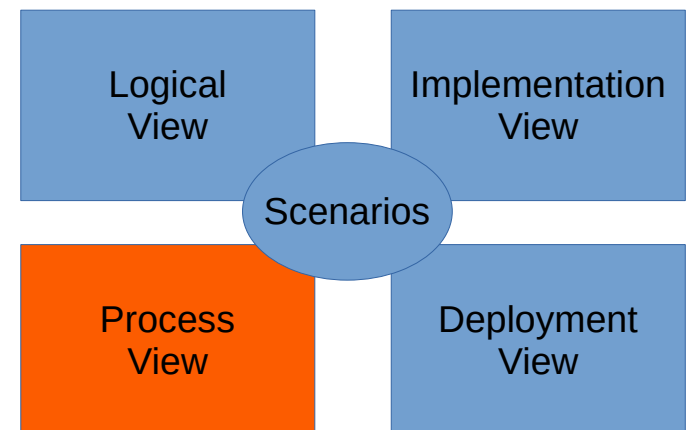 Logical
View
Implementation
View
Scenarios
Process
View
Deployment
View